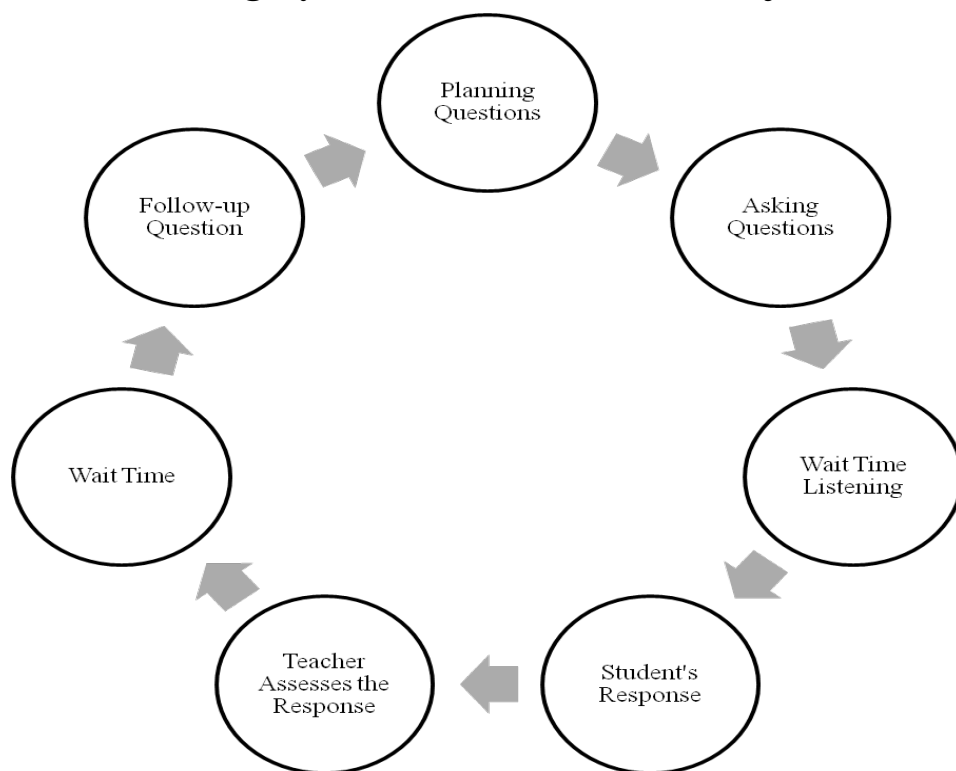 Planning
Questions
Asking
Questions
Wait Time
Listening
Student's
Response
Teacher
Assesses the
Response
Wait Time
Follow-up
Question